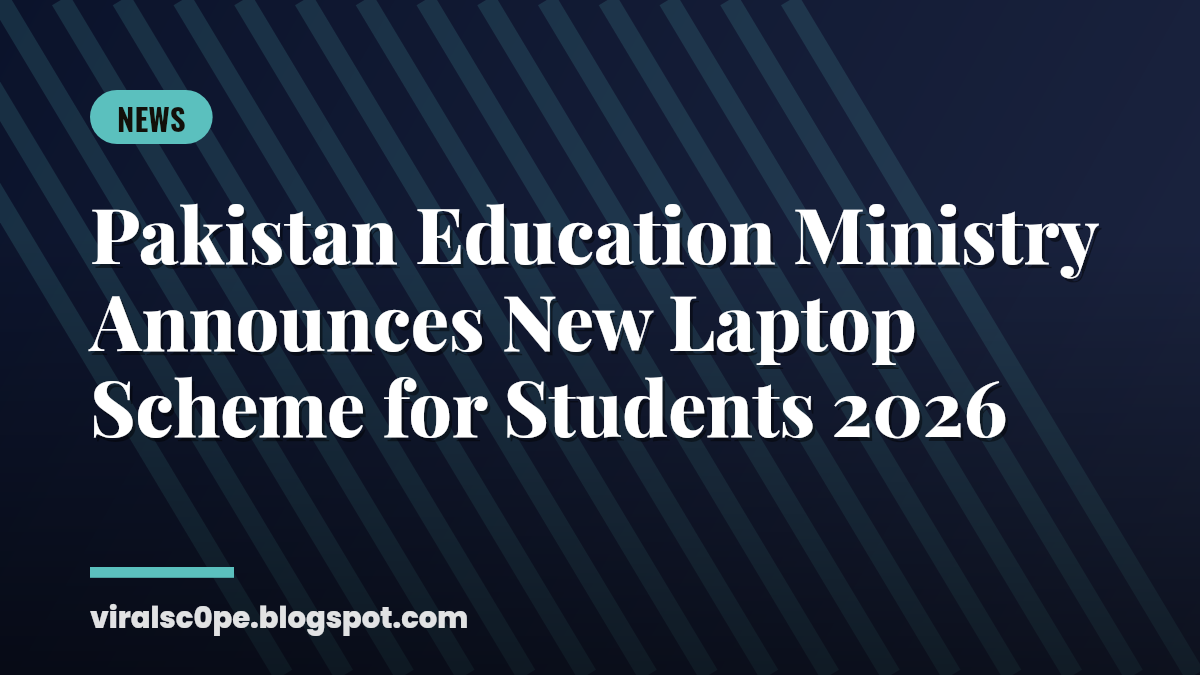 NEWS
Pakistan Education Ministry
Announces New Laptop
Scheme for Students 2026
viralsc0pe.blogspot.com